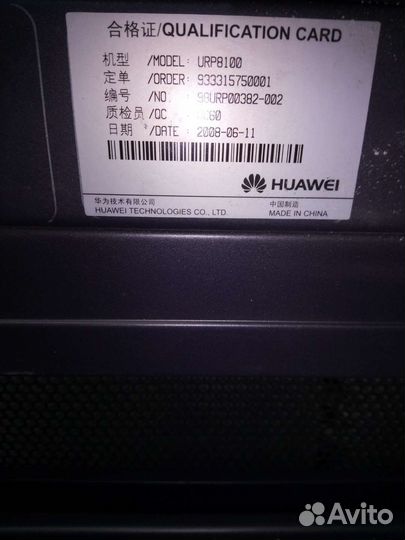 合格证/QUALIFICATION CARD
机型 /MODEL: URP8100
定单 /ORDER: 933315750001
编号 /NO. 99URP00382-002
质检员 /QC
日期 /DATE : 2008-06-11
HUAWEI
华为技术有限公司 中国制造
HUAWEI TECHNOLOGIES CO., LTD. MADE IN CHINA
Avito